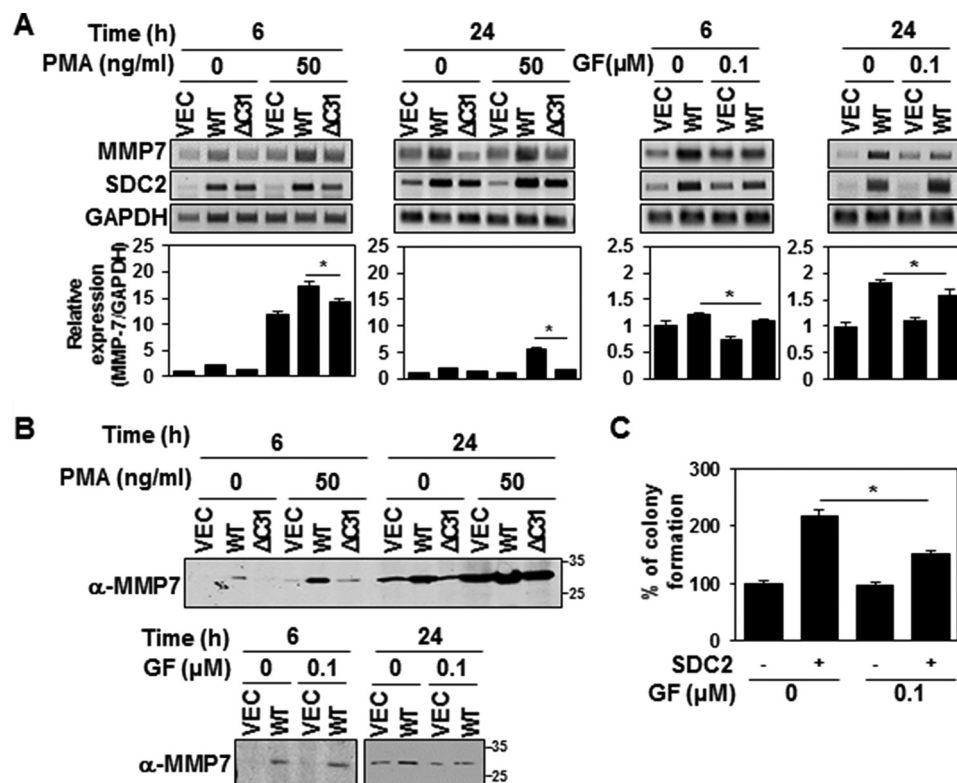 A
Time (h) 6 24 6 24
PMA (ng/ml) 0 50 0 50 GF(µM) 0 0.1 0 0.1
VEC WT ΔC31 VEC WT ΔC31 VEC WT ΔC31 VEC WT ΔC31 VEC WT VEC WT VEC WT VEC WT
MMP7
SDC2
GAPDH
Relative
expression
(MMP-7/GAPDH)
25 20 15 10 5 0 *
25 20 15 10 5 0 *
2 1.5 1 0.5 0 *
2 1.5 1 0.5 0 *
B
Time (h) 6 24
PMA (ng/ml) 0 50 0 50
VEC WT ΔC31 VEC WT ΔC31 VEC WT ΔC31 VEC WT ΔC31
α-MMP7 -35 -25
Time (h) 6 24
GF (µM) 0 0.1 0 0.1
VEC WT VEC WT VEC WT VEC WT
α-MMP7 -35 -25
C
% of colony
formation
300 200 100 0 *
SDC2 - + - +
GF (µM) 0 0.1